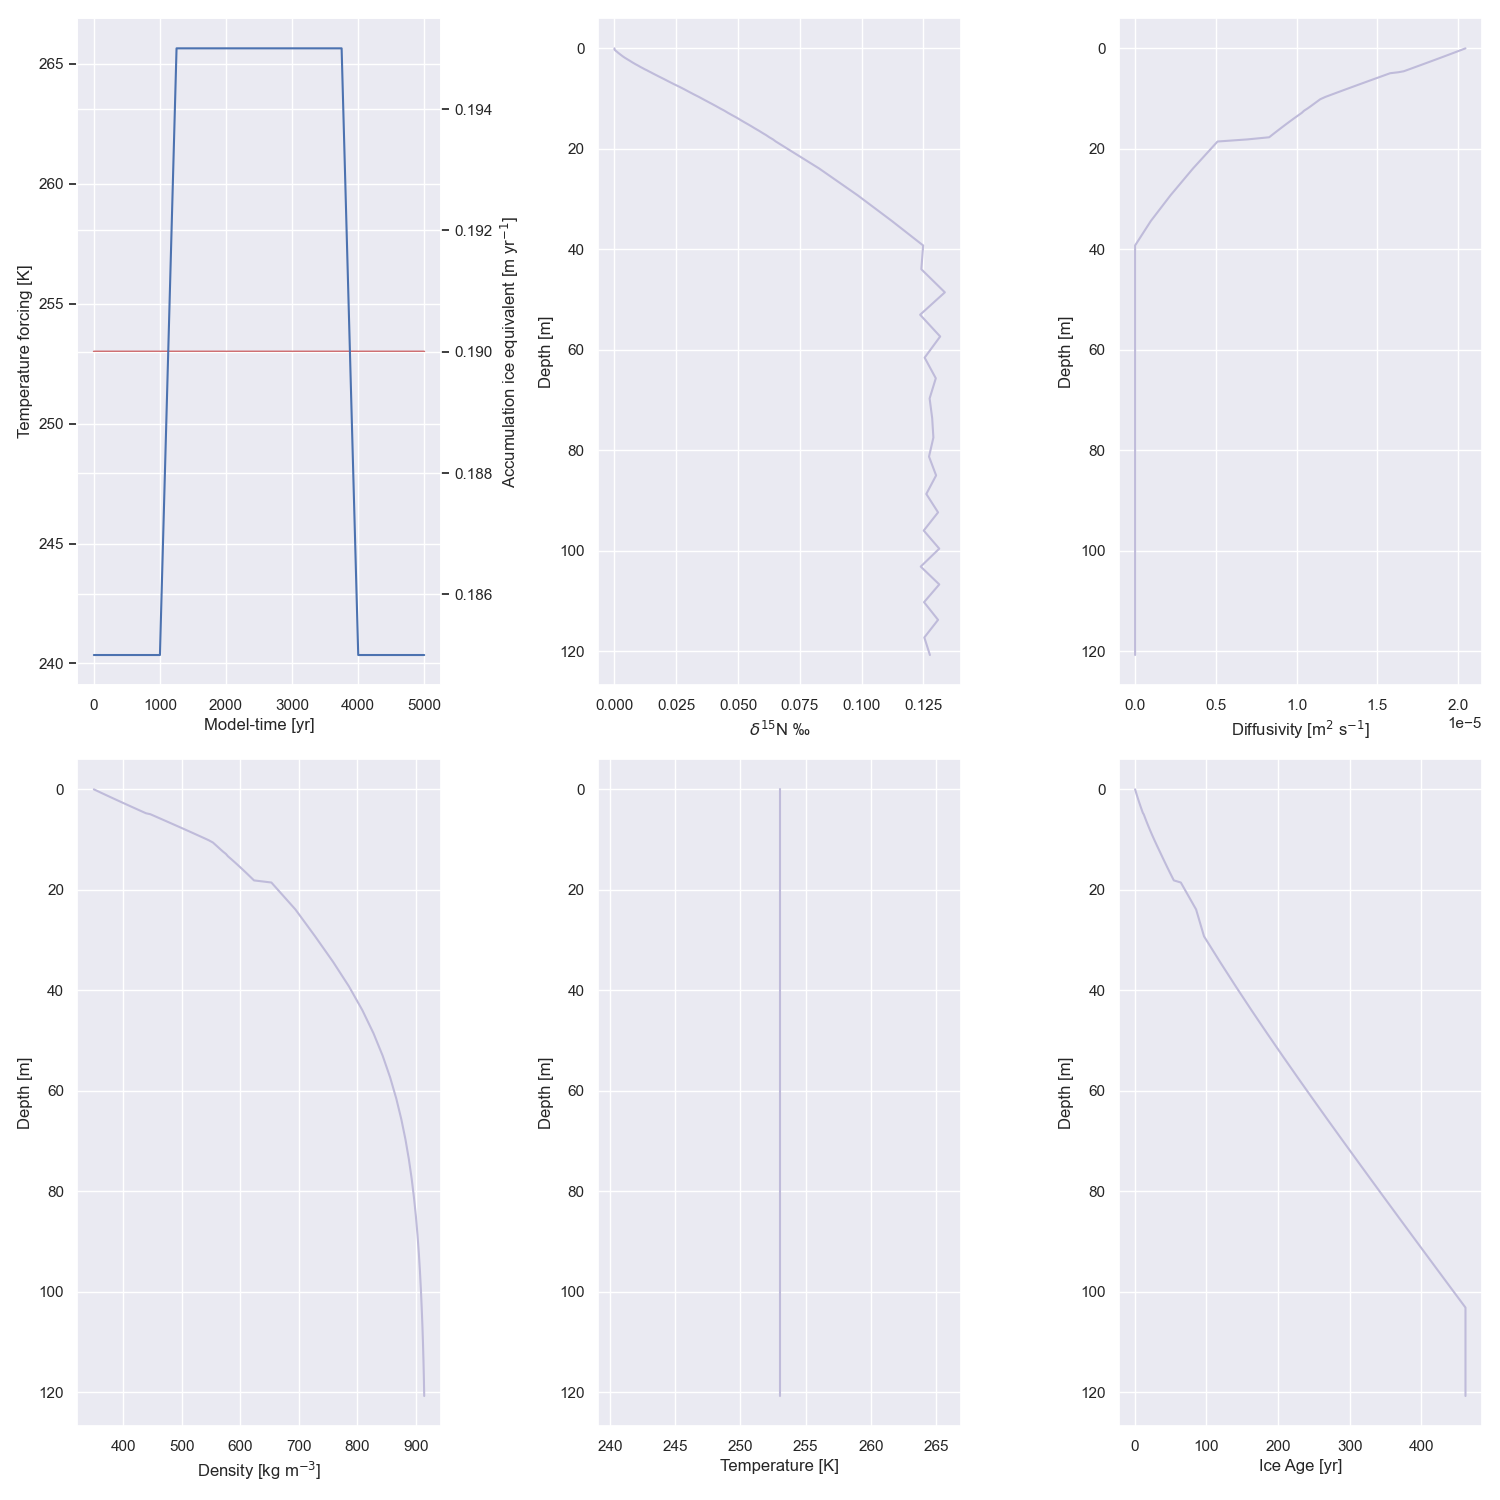 265
260
255
250
245
240
Temperature forcing [K]
0.194
0.192
0.190
0.188
0.186
Accumulation ice equivalent [m yr⁻¹]
0 1000 2000 3000 4000 5000
Model-time [yr]
0
20
40
60
80
100
120
Depth [m]
0.000 0.025 0.050 0.075 0.100 0.125
δ¹⁵N ‰
0
20
40
60
80
100
120
Depth [m]
0.0 0.5 1.0 1.5 2.0
1e−5
Diffusivity [m² s⁻¹]
0
20
40
60
80
100
120
Depth [m]
400 500 600 700 800 900
Density [kg m⁻³]
0
20
40
60
80
100
120
Depth [m]
240 245 250 255 260 265
Temperature [K]
0
20
40
60
80
100
120
Depth [m]
0 100 200 300 400
Ice Age [yr]